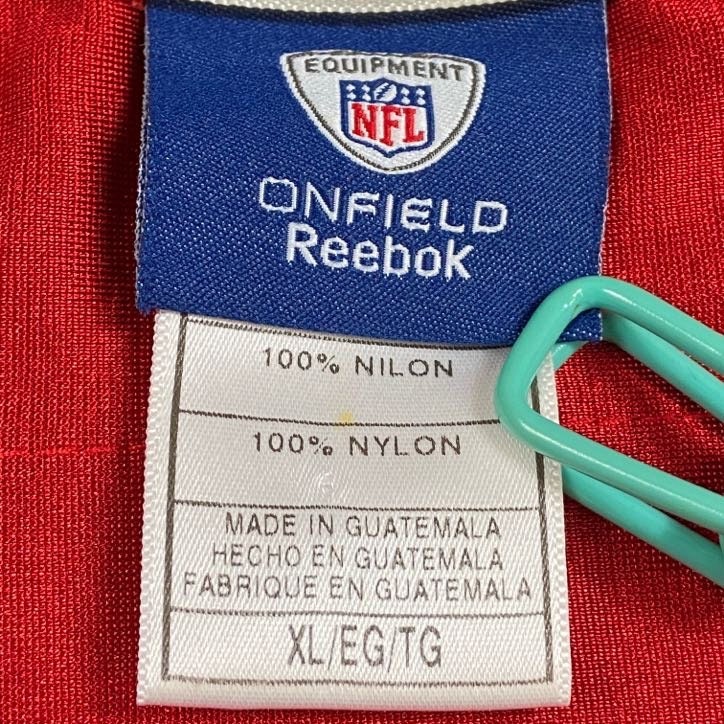 EQUIPMENT
NFL
ONFIELD
Reebok
100% NILON
100% NYLON
MADE IN GUATEMALA
HECHO EN GUATEMALA
FABRIQUE EN GUATEMALA
XL/EG/TG